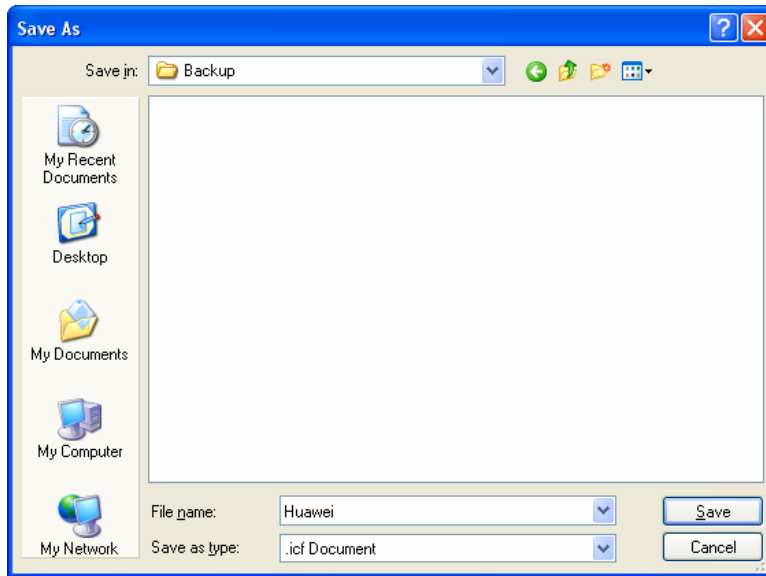 Save As
Save in: Backup
My Recent
Documents
Desktop
My Documents
My Computer
My Network
File name: Huawei Save
Save as type: .icf Document Cancel